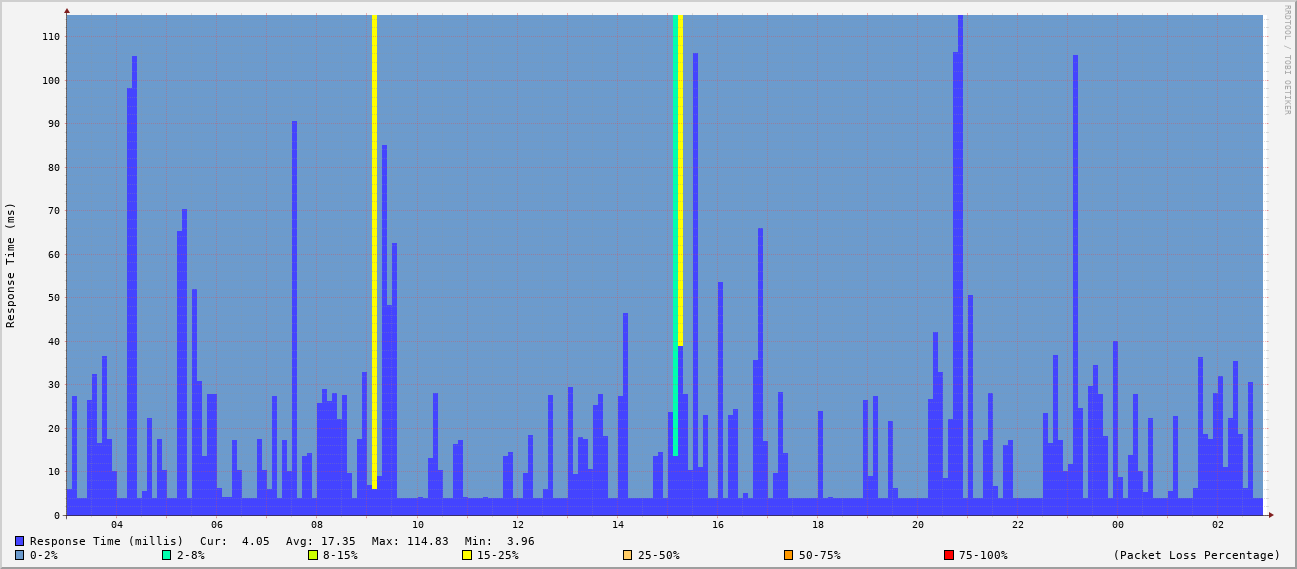 RRDTOOL / TOBI OETIKER
Response Time (ms)
110
100
90
80
70
60
50
40
30
20
10
0
04 06 08 10 12 14 16 18 20 22 00 02
Response Time (millis) Cur: 4.05 Avg: 17.35 Max: 114.83 Min: 3.96
0-2% 2-8% 8-15% 15-25% 25-50% 50-75% 75-100% (Packet Loss Percentage)